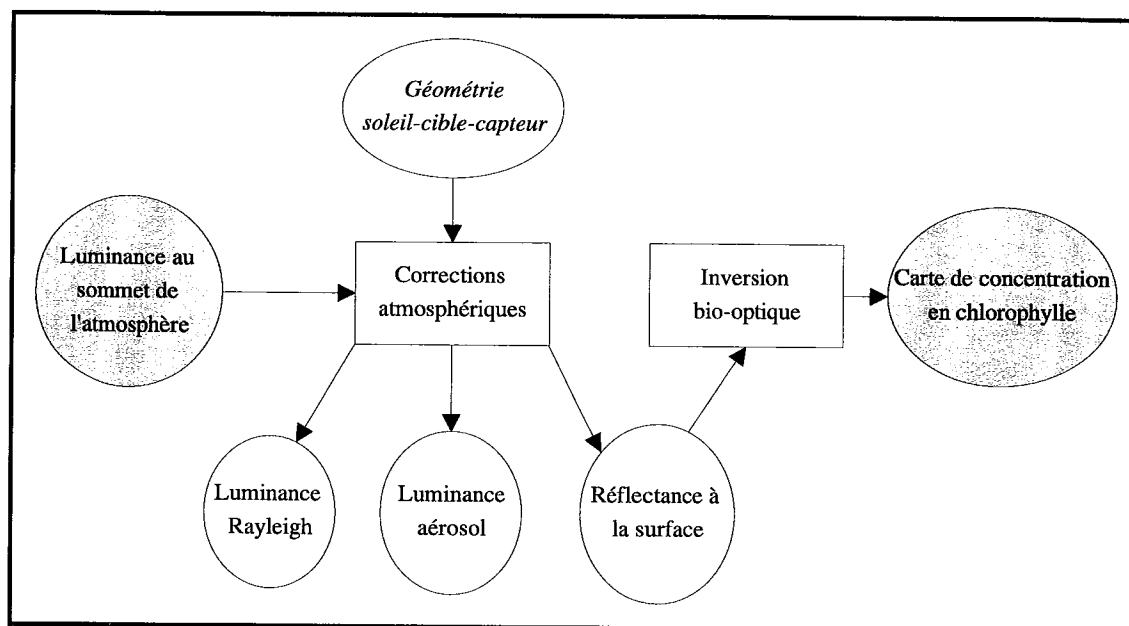 Géométrie
soleil-cible-capteur
Luminance au
sommet de
l'atmosphère
Corrections
atmosphériques
Inversion
bio-optique
Carte de concentration
en chlorophylle
Luminance
Rayleigh
Luminance
aérosol
Réflectance à
la surface